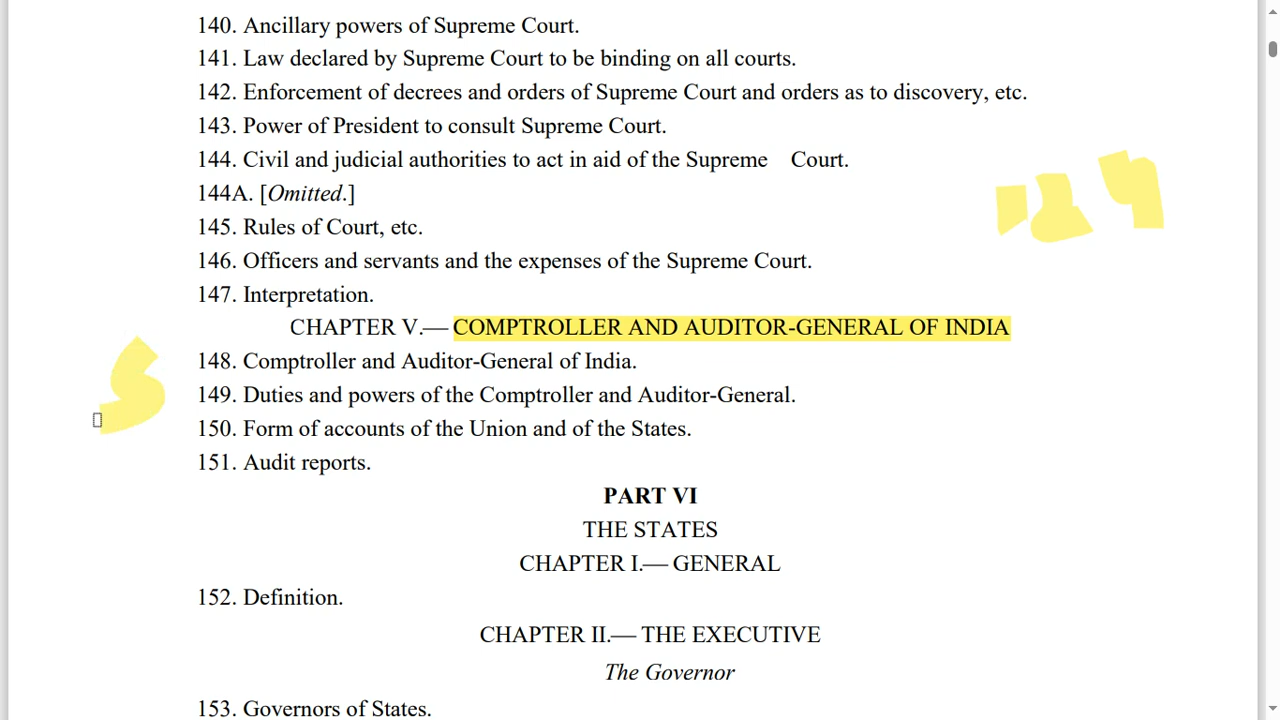 140. Ancillary powers of Supreme Court.
141. Law declared by Supreme Court to be binding on all courts.
142. Enforcement of decrees and orders of Supreme Court and orders as to discovery, etc.
143. Power of President to consult Supreme Court.
144. Civil and judicial authorities to act in aid of the Supreme Court.
144A. [Omitted.]
145. Rules of Court, etc.
146. Officers and servants and the expenses of the Supreme Court.
147. Interpretation.
CHAPTER V.— COMPTROLLER AND AUDITOR-GENERAL OF INDIA
148. Comptroller and Auditor-General of India.
149. Duties and powers of the Comptroller and Auditor-General.
150. Form of accounts of the Union and of the States.
151. Audit reports.
PART VI
THE STATES
CHAPTER I.— GENERAL
152. Definition.
CHAPTER II.— THE EXECUTIVE
The Governor
153. Governors of States.